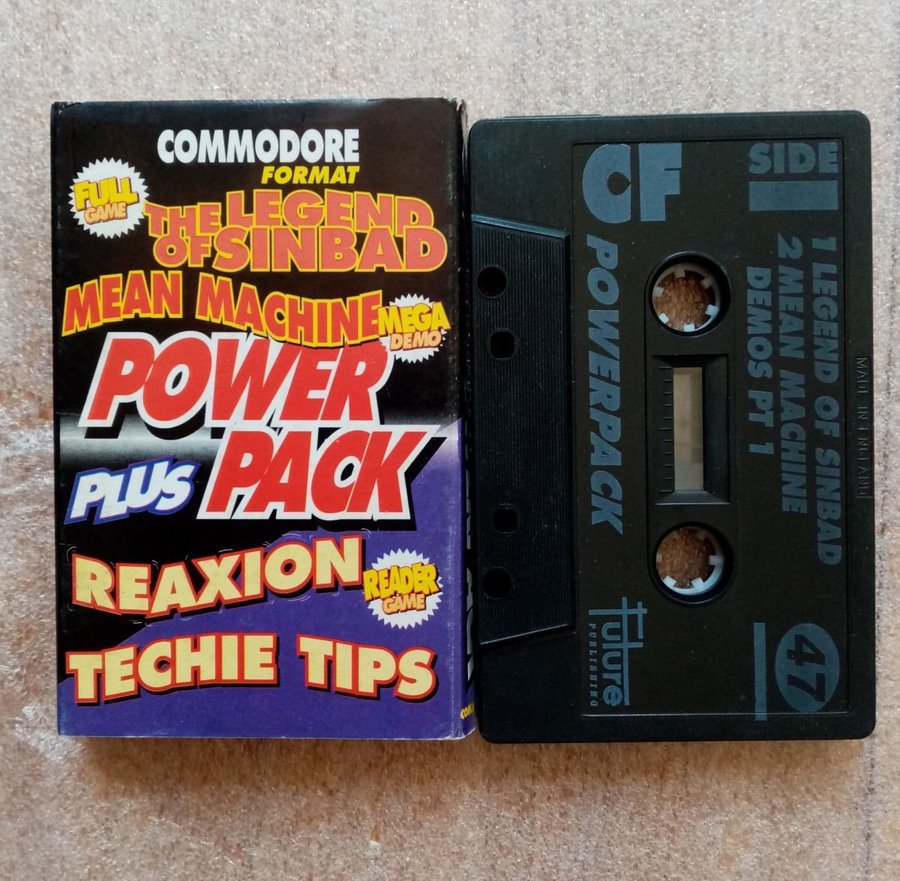 COMMODORE
FORMAT
FULL
GAME
THE LEGEND
OF SINBAD
MEAN MACHINE
MEGA
DEMO
POWER
PACK
PLUS
REAXION
READER
GAME
TECHIE TIPS
CF
POWERPACK
SIDE
1 LEGEND OF SINBAD
2 MEAN MACHINE
DEMOS PT 1
MADE IN ENGLAND
future
PUBLISHING
47